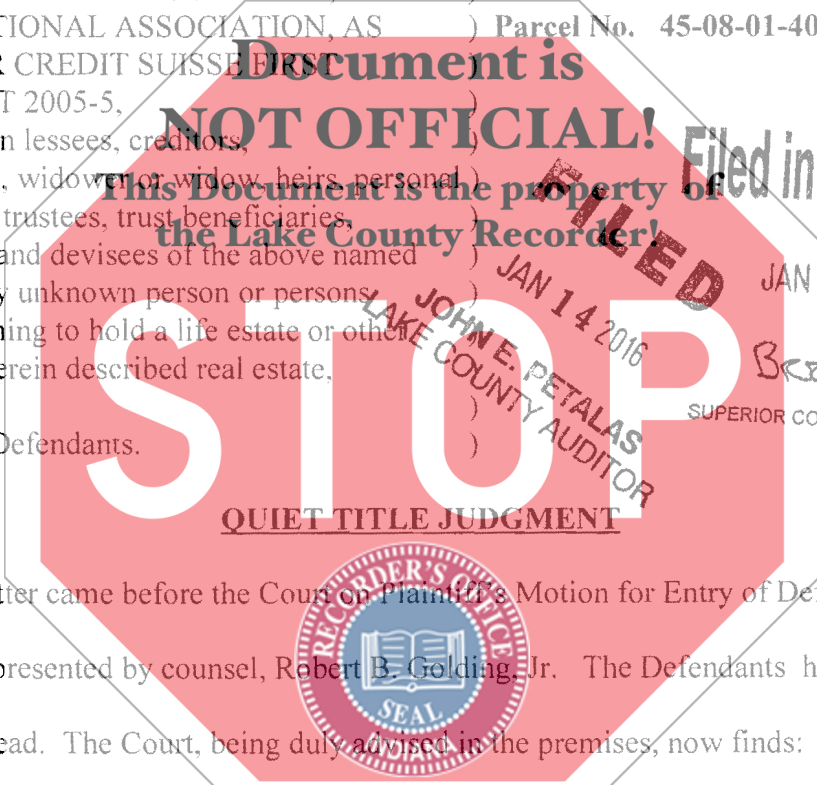 TIONAL ASSOCIATION, AS ) Parcel No. 45-08-01-40
R CREDIT SUISSE FIRST )
T 2005-5, )
n lessees, creditors, )
, widower or widow, heirs, personal )
trustees, trust beneficiaries, )
and devisees of the above named )
y unknown person or persons )
ning to hold a life estate or other )
erein described real estate, )
)
Defendants. )
Document is
NOT OFFICIAL!
This Document is the property of
the Lake County Recorder!
STOP
Filed in
FILED
JAN 14 2016
JOHN E. PETALAS
LAKE COUNTY AUDITOR
JAN
SUPERIOR CO
QUIET TITLE JUDGMENT
tter came before the Court on Plaintiff's Motion for Entry of Def
presented by counsel, Robert B. Golding, Jr. The Defendants h
ead. The Court, being duly advised in the premises, now finds:
RECORDER'S OFFICE
SEAL
INDIANA